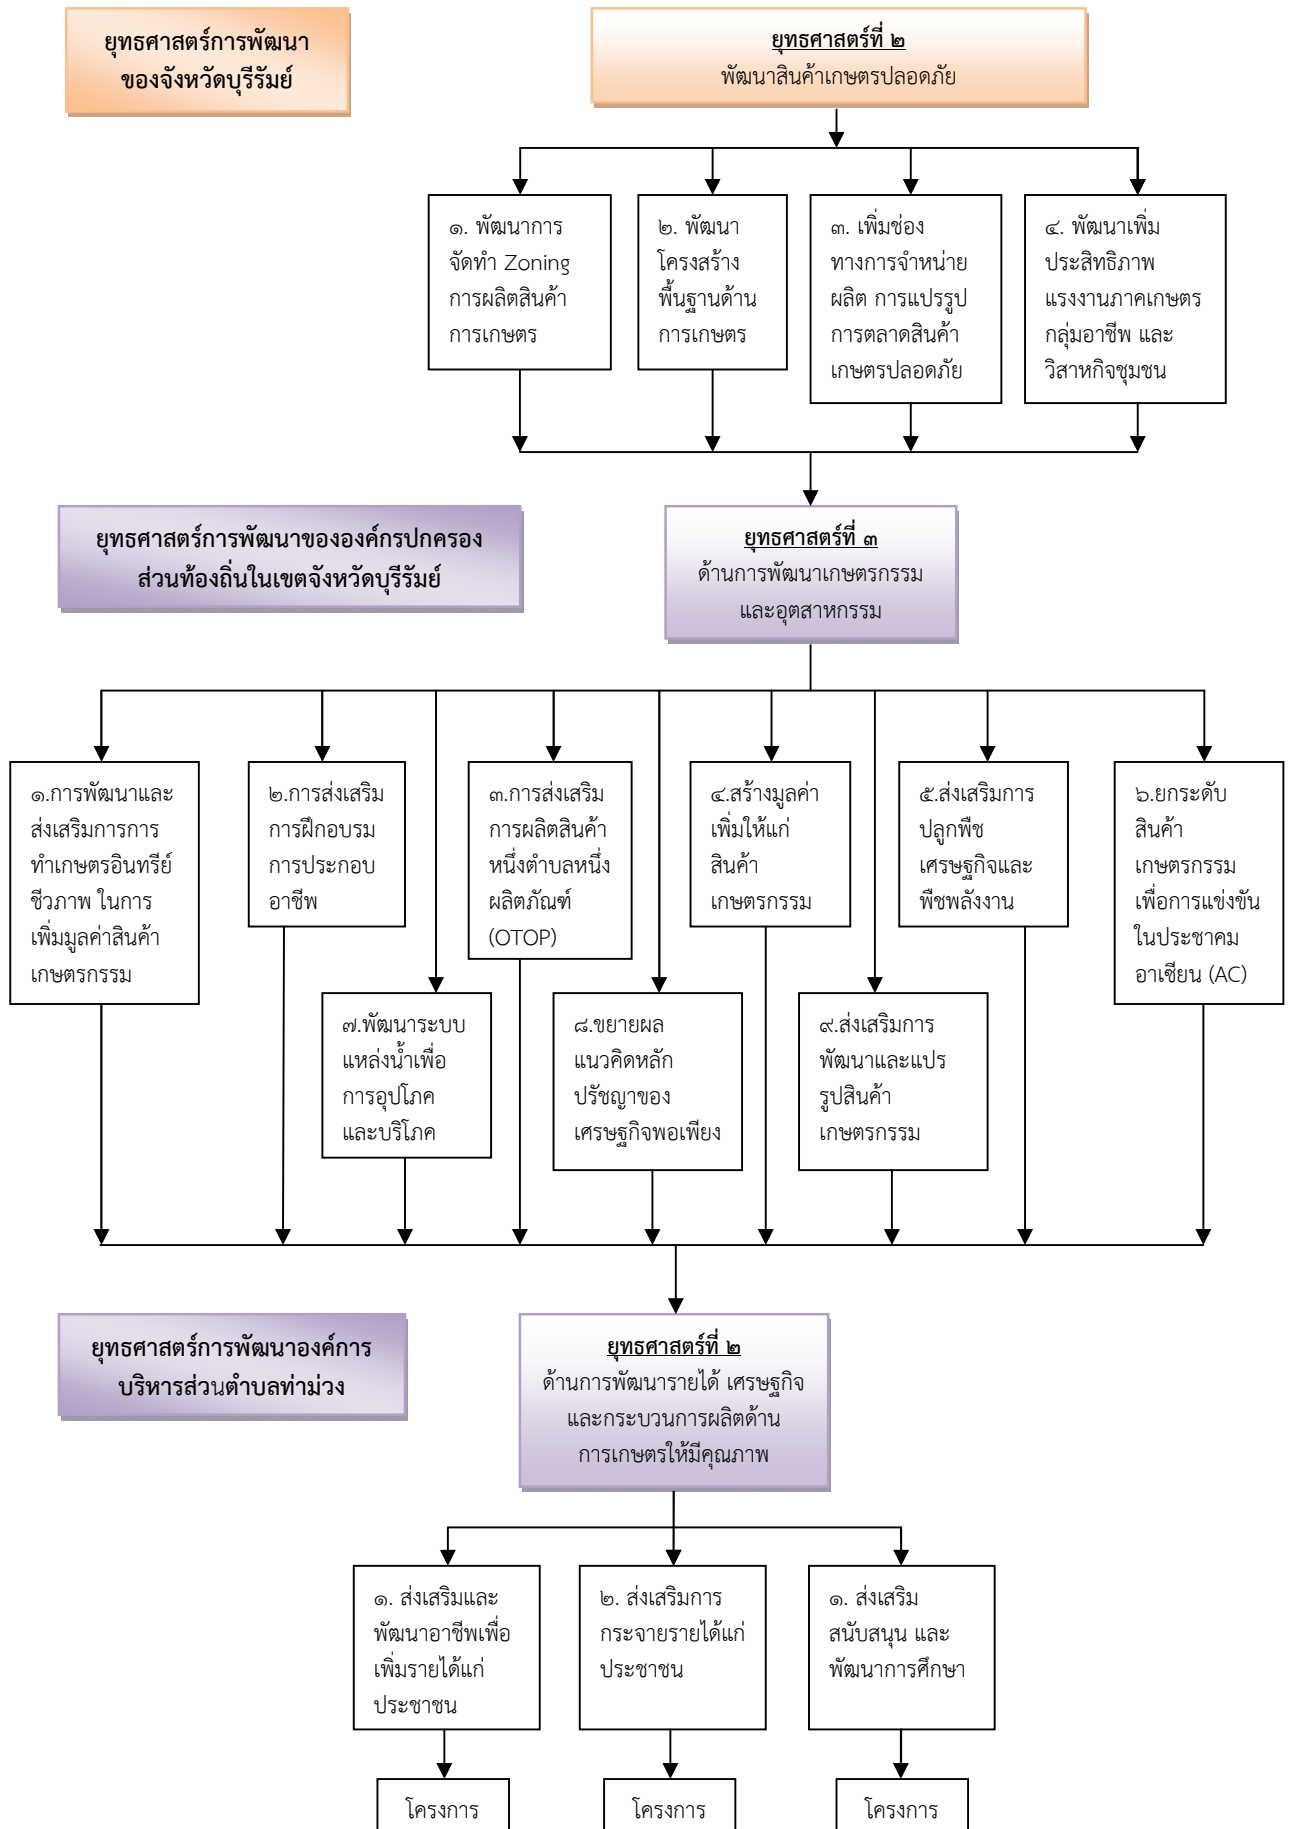 ยุทธศาสตร์การพัฒนา
ของจังหวัดบุรีรัมย์
ยุทธศาสตร์ที่ ๒
พัฒนาสินค้าเกษตรปลอดภัย
๑. พัฒนาการ
จัดทำ Zoning
การผลิตสินค้า
การเกษตร
๒. พัฒนา
โครงสร้าง
พื้นฐานด้าน
การเกษตร
๓. เพิ่มช่อง
ทางการจำหน่าย
ผลิต การแปรรูป
การตลาดสินค้า
เกษตรปลอดภัย
๔. พัฒนาเพิ่ม
ประสิทธิภาพ
แรงงานภาคเกษตร
กลุ่มอาชีพ และ
วิสาหกิจชุมชน
ยุทธศาสตร์การพัฒนาขององค์กรปกครอง
ส่วนท้องถิ่นในเขตจังหวัดบุรีรัมย์
ยุทธศาสตร์ที่ ๓
ด้านการพัฒนาเกษตรกรรม
และอุตสาหกรรม
๑.การพัฒนาและ
ส่งเสริมการการ
ทำเกษตรอินทรีย์
ชีวภาพ ในการ
เพิ่มมูลค่าสินค้า
เกษตรกรรม
๒.การส่งเสริม
การฝึกอบรม
การประกอบ
อาชีพ
๓.การส่งเสริม
การผลิตสินค้า
หนึ่งตำบลหนึ่ง
ผลิตภัณฑ์
(OTOP)
๔.สร้างมูลค่า
เพิ่มให้แก่
สินค้า
เกษตรกรรม
๕.ส่งเสริมการ
ปลูกพืช
เศรษฐกิจและ
พืชพลังงาน
๖.ยกระดับ
สินค้า
เกษตรกรรม
เพื่อการแข่งขัน
ในประชาคม
อาเซียน (AC)
๗.พัฒนาระบบ
แหล่งน้ำเพื่อ
การอุปโภค
และบริโภค
๘.ขยายผล
แนวคิดหลัก
ปรัชญาของ
เศรษฐกิจพอเพียง
๙.ส่งเสริมการ
พัฒนาและแปร
รูปสินค้า
เกษตรกรรม
ยุทธศาสตร์การพัฒนาองค์การ
บริหารส่วนตำบลท่าม่วง
ยุทธศาสตร์ที่ ๒
ด้านการพัฒนารายได้ เศรษฐกิจ
และกระบวนการผลิตด้าน
การเกษตรให้มีคุณภาพ
๑. ส่งเสริมและ
พัฒนาอาชีพเพื่อ
เพิ่มรายได้แก่
ประชาชน
๒. ส่งเสริมการ
กระจายรายได้แก่
ประชาชน
๑. ส่งเสริม
สนับสนุน และ
พัฒนาการศึกษา
โครงการ
โครงการ
โครงการ